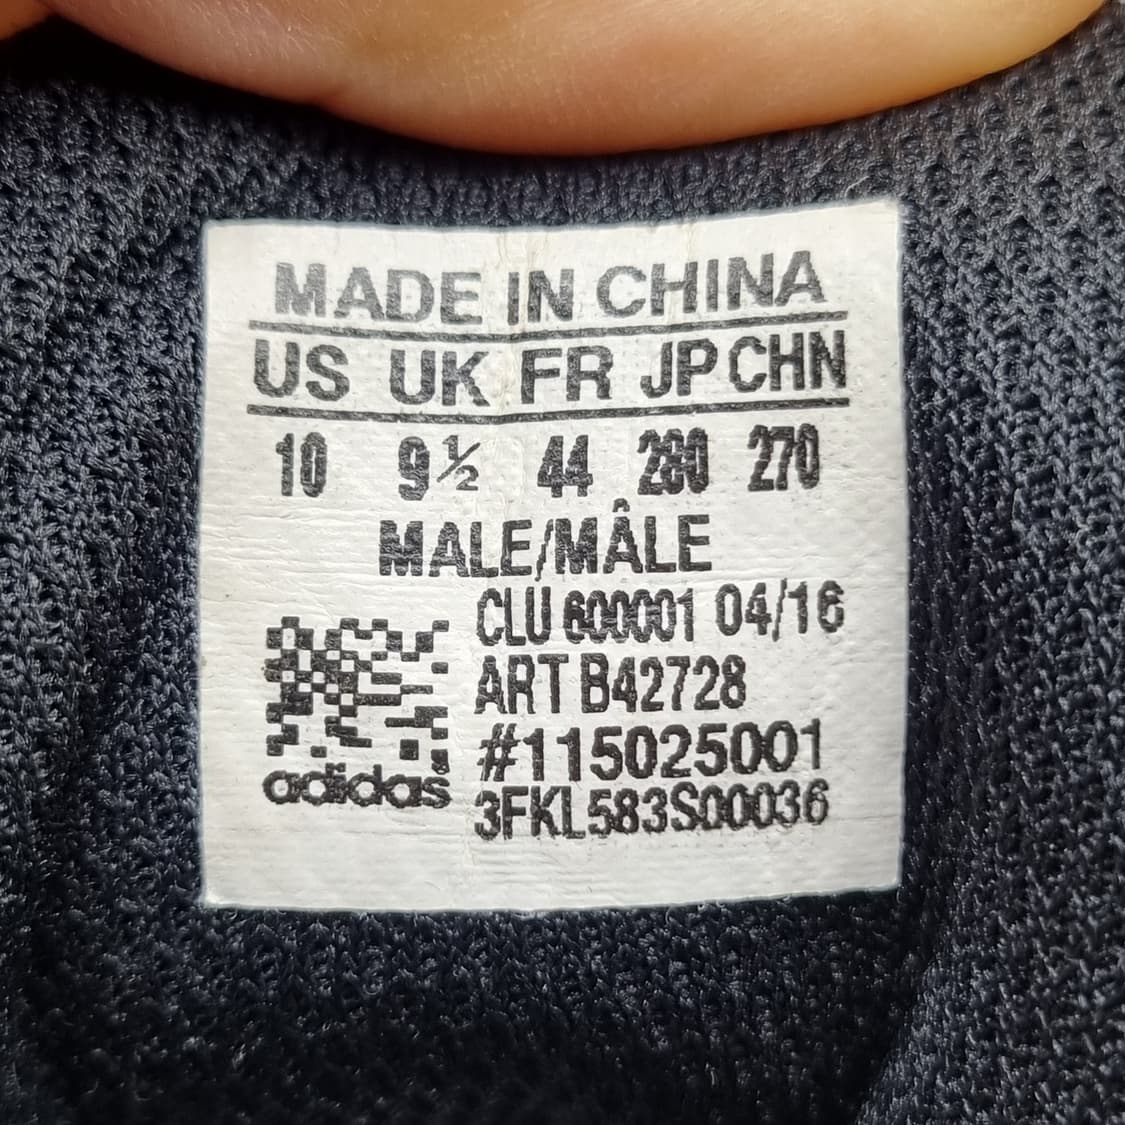 MADE IN CHINA
US UK FR JP CHN
10 9½ 44 280 270
MALE/MÂLE
CLU 600001 04/16
ART B42728
#115025001
adidas
3FKL583S00036